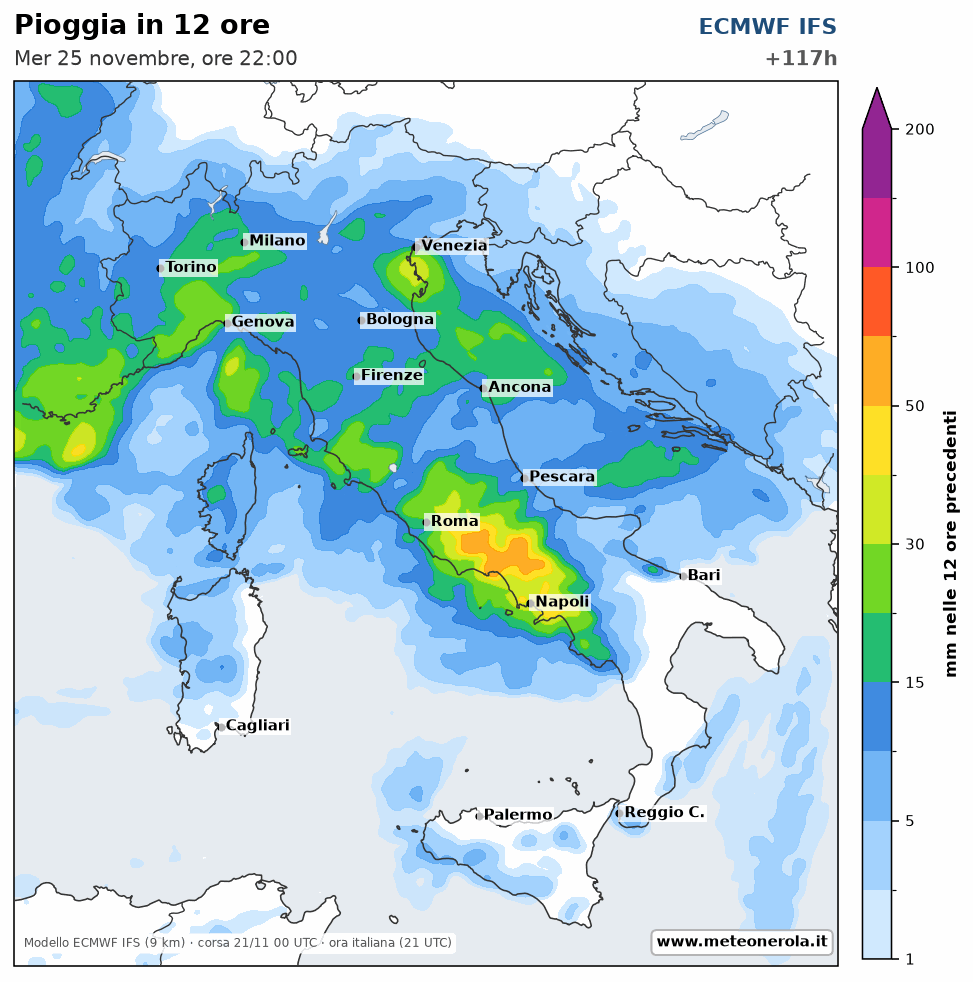 Pioggia in 12 ore
ECMWF IFS
Mer 25 novembre, ore 22:00
+117h
200
100
50
30
15
5
1
mm nelle 12 ore precedenti
Milano
Venezia
Torino
Genova
Bologna
Firenze
Ancona
Pescara
Roma
Bari
Napoli
Cagliari
Palermo
Reggio C.
Modello ECMWF IFS (9 km) · corsa 21/11 00 UTC · ora italiana (21 UTC)
www.meteonerola.it